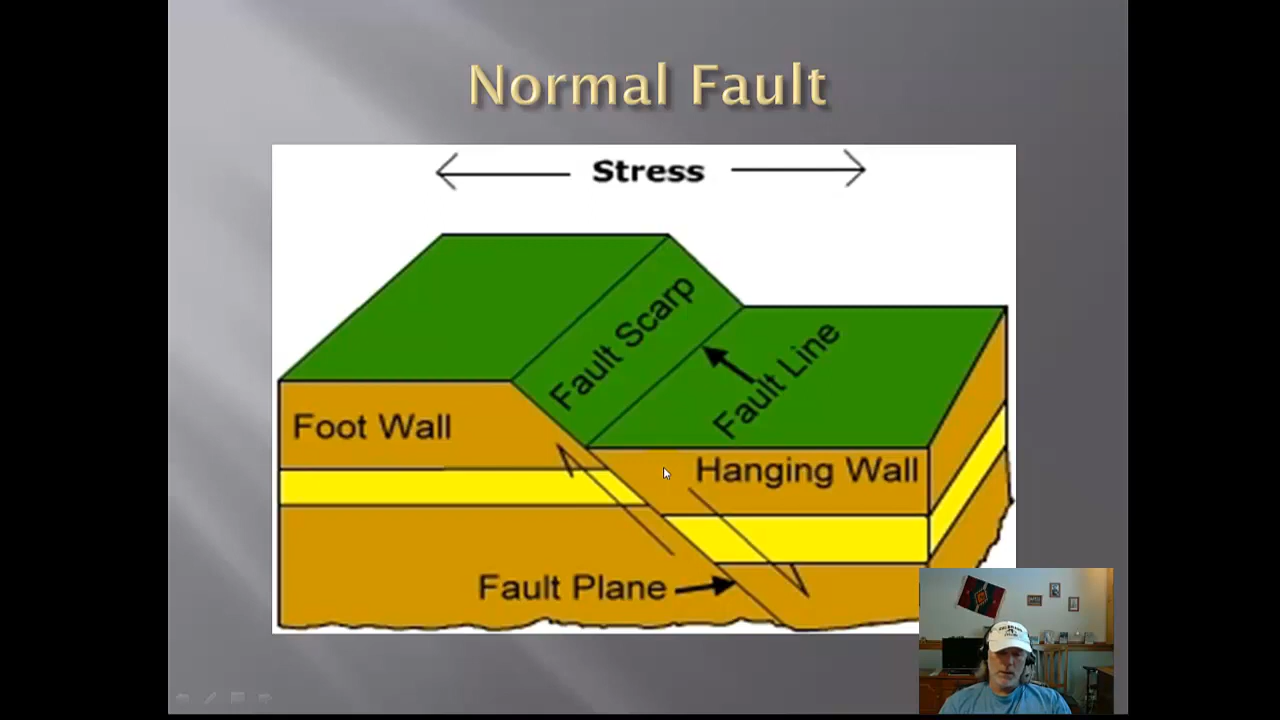 Normal Fault
Stress
Fault Scarp
Fault Line
Foot Wall
Hanging Wall
Fault Plane